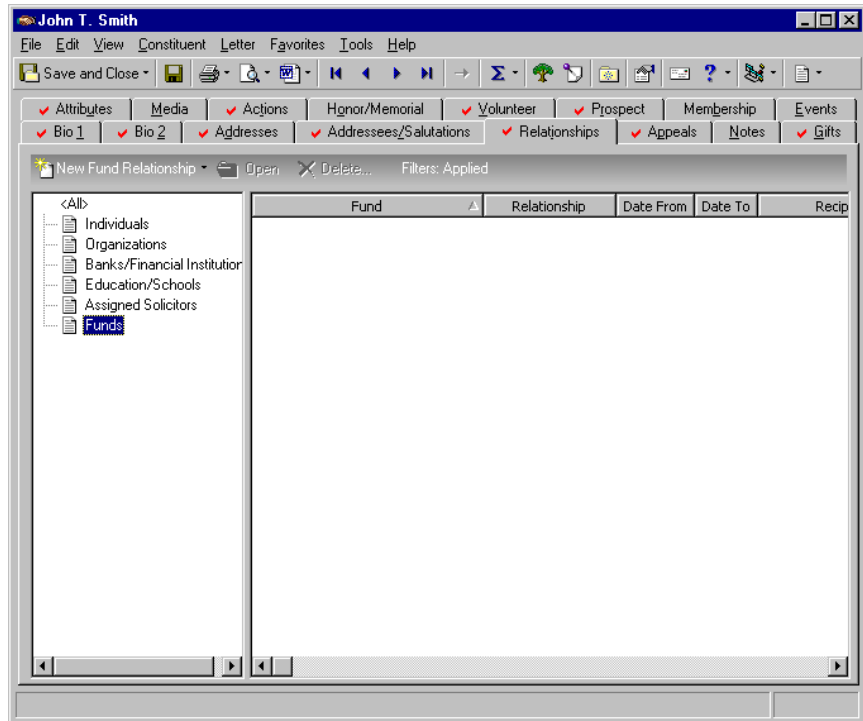 John T. Smith
File Edit View Constituent Letter Favorites Tools Help
Save and Close
Attributes Media Actions Honor/Memorial Volunteer Prospect Membership Events
Bio 1 Bio 2 Addresses Addressees/Salutations Relationships Appeals Notes Gifts
New Fund Relationship Open Delete... Filters: Applied
<All>
Fund Relationship Date From Date To Recip
Individuals
Organizations
Banks/Financial Institution
Education/Schools
Assigned Solicitors
Funds